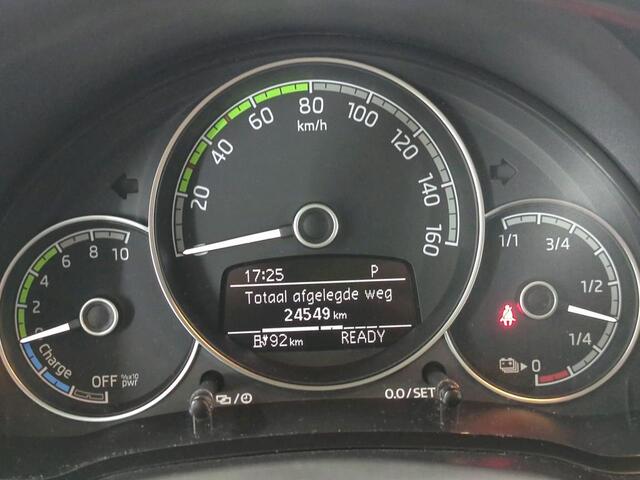 20 40 60 80 100 120 140 160
km/h
2 4 6 8 10
Charge
OFF %x10
pwr
17:25 P
Totaal afgelegde weg
24549 km
92 km READY
/
0.0/SET
1/1 3/4 1/2 1/4 0